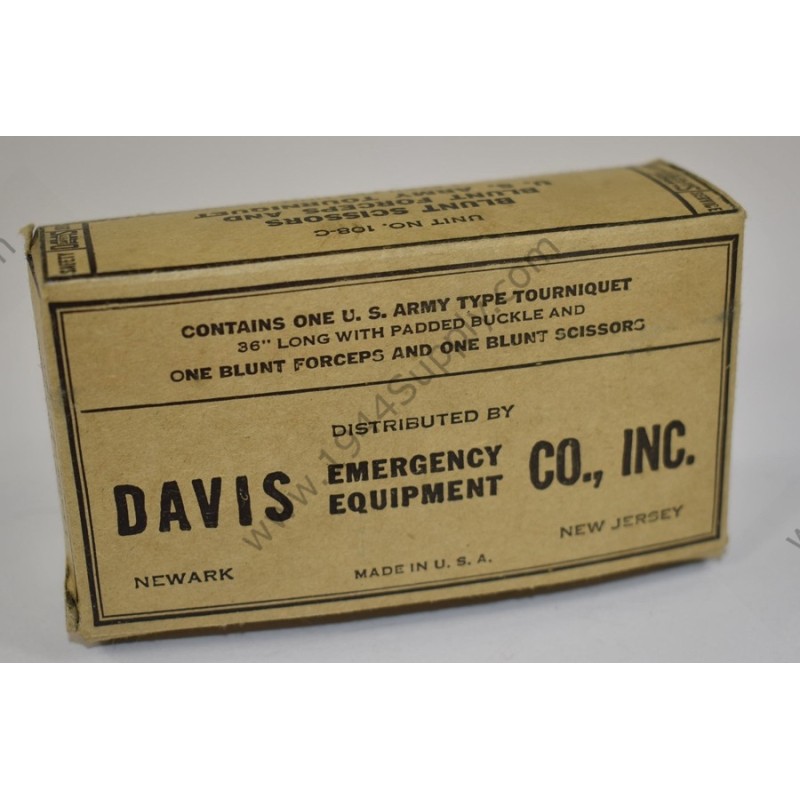 UNIT NO. 108-C
BLUNT SCISSORS
BLUNT FORCEPS AND
U. S. ARMY TOURNIQUET
SAFETY
DAVIS
CONTAINS ONE U. S. ARMY TYPE TOURNIQUET
36" LONG WITH PADDED BUCKLE AND
ONE BLUNT FORCEPS AND ONE BLUNT SCISSORS
DISTRIBUTED BY
DAVIS EMERGENCY EQUIPMENT CO., INC.
NEWARK MADE IN U. S. A. NEW JERSEY
www.1944Supply.com